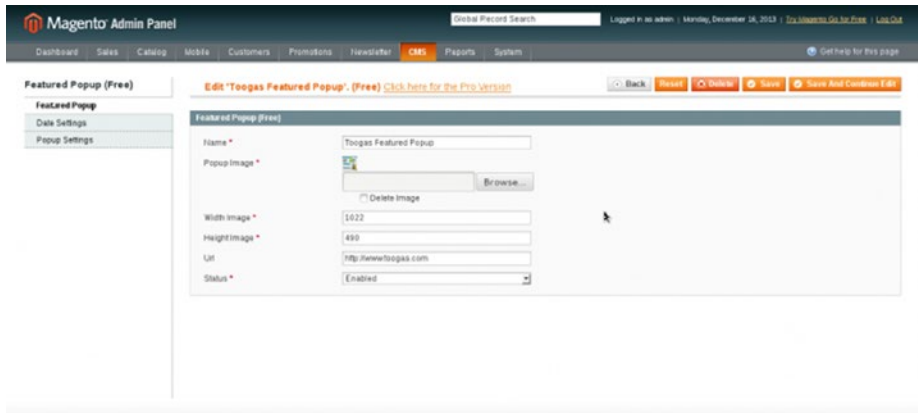 Magento Admin Panel
Global Record Search
Logged in as admin | Monday, December 16, 2013 | Try Magento Go for Free | Log Out
Dashboard Sales Catalog Mobile Customers Promotions Newsletter CMS Reports System
Get help for this page
Featured Popup (Free)
Featured Popup
Date Settings
Popup Settings
Edit 'Toogas Featured Popup'. (Free) Click here for the Pro Version
Back Reset Delete Save Save And Continue Edit
Featured Popup (Free)
Name * Toogas Featured Popup
Popup Image *
Browse...
Delete Image
Width Image * 1022
Height Image * 490
Url http://www.toogas.com
Status * Enabled